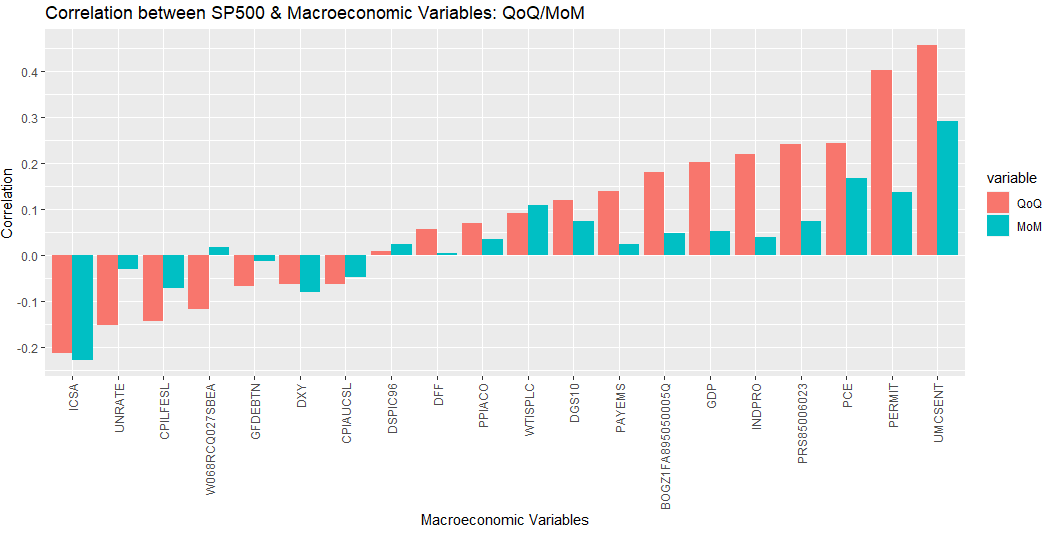 Correlation between SP500 & Macroeconomic Variables: QoQ/MoM
Correlation
0.4
0.3
0.2
0.1
0.0
-0.1
-0.2
ICSA
UNRATE
CPILFESL
W068RCQ027SBEA
GFDEBTN
DXY
CPIAUCSL
DSPIC96
DFF
PPIACO
WTISPLC
DGS10
PAYEMS
BOGZ1FA895050005Q
GDP
INDPRO
PRS85006023
PCE
PERMIT
UMCSENT
Macroeconomic Variables
variable
QoQ
MoM